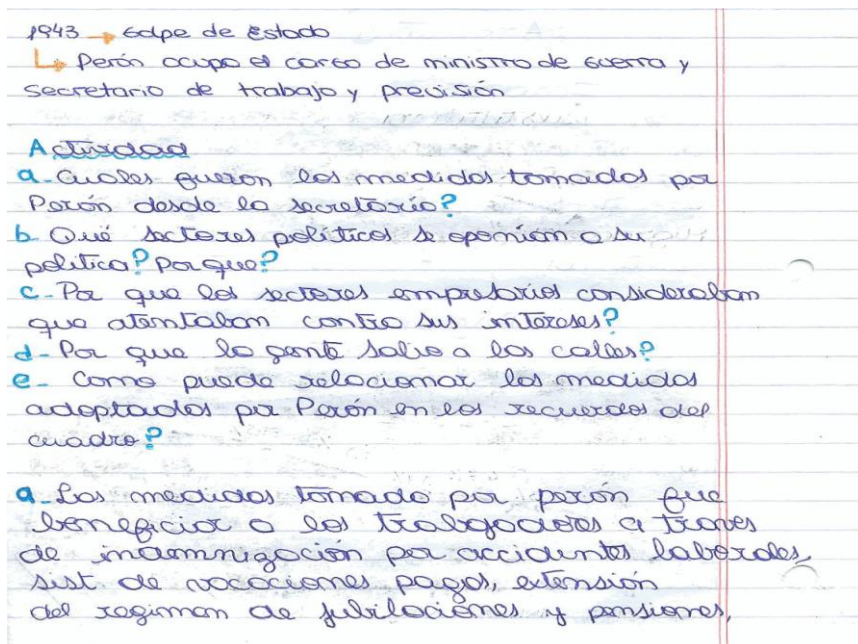 1943 → Golpe de Estado
↳ Perón ocupa el cargo de ministro de Guerra y
secretario de trabajo y previsión
Actividad
a- Cuales fueron las medidas tomadas por
Perón desde la secretaría?
b- Qué sectores políticos se oponían a su
política? Porque?
c- Por que los sectores empresarios consideraban
que atentaban contra sus intereses?
d- Por que la gente salio a las calles?
e- Como puede relacionar las medidas
adoptadas por Perón en los recuerdos del
cuadro?
a- Las medidas tomado por perón fue
beneficiar a los trabajadores a traves
de indemnización por accidentes laborales,
sist. de vacaciones pagas, extensión
del regimen de jubilaciones y pensiones,